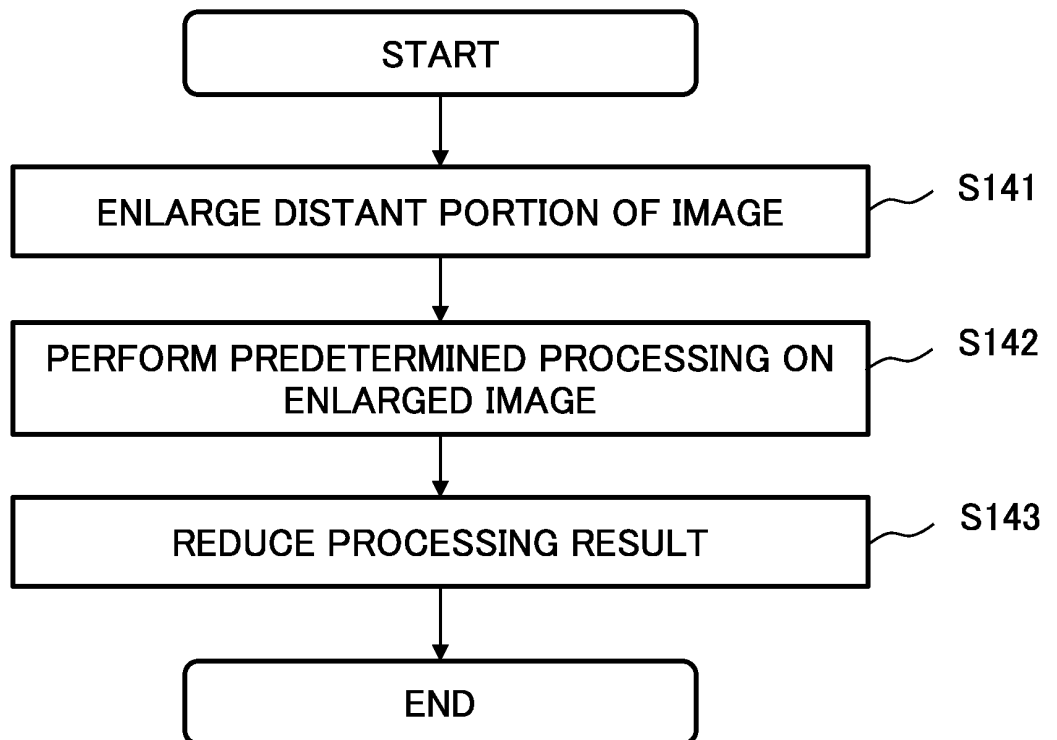 START
ENLARGE DISTANT PORTION OF IMAGE
S141
PERFORM PREDETERMINED PROCESSING ON
ENLARGED IMAGE
S142
REDUCE PROCESSING RESULT
S143
END